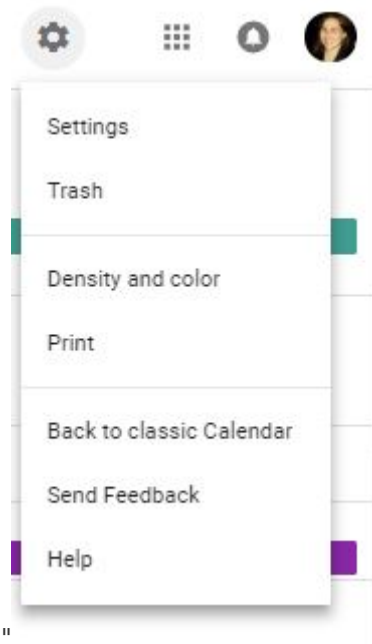 Settings
Trash
Density and color
Print
Back to classic Calendar
Send Feedback
Help
"